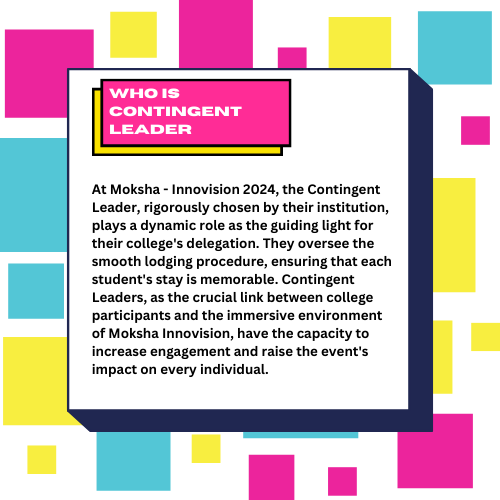 WHO IS
CONTINGENT
LEADER
At Moksha - Innovision 2024, the Contingent
Leader, rigorously chosen by their institution,
plays a dynamic role as the guiding light for
their college's delegation. They oversee the
smooth lodging procedure, ensuring that each
student's stay is memorable. Contingent
Leaders, as the crucial link between college
participants and the immersive environment
of Moksha Innovision, have the capacity to
increase engagement and raise the event's
impact on every individual.